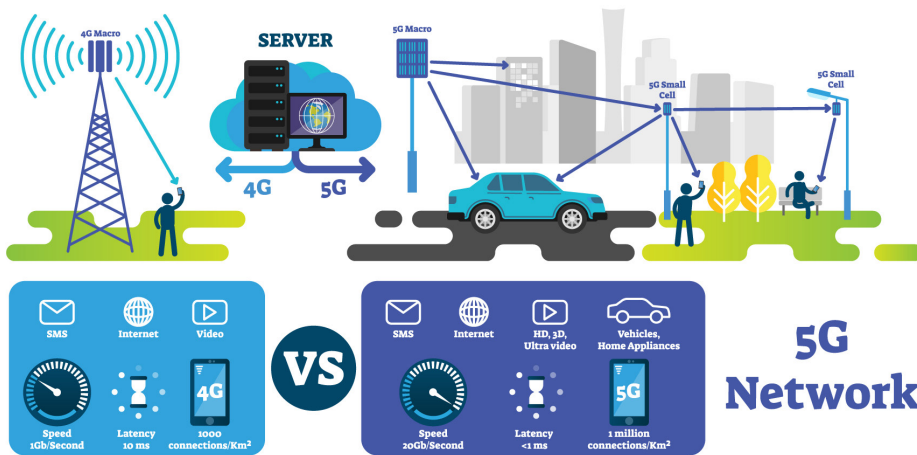 4G Macro
SERVER
4G
5G
5G Macro
5G Small
Cell
5G Small
Cell
SMS
Internet
Video
4G
Speed
1Gb/Second
Latency
10 ms
1000
connections/Km²
VS
SMS
Internet
HD, 3D,
Ultra video
Vehicles,
Home Appliances
5G
Speed
20Gb/Second
Latency
<1 ms
1 million
connections/Km²
5G
Network